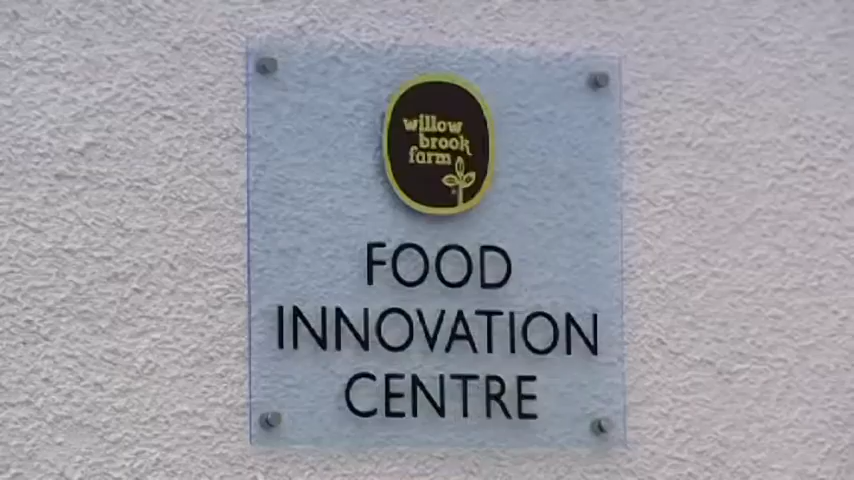 willow
brook
farm
FOOD
INNOVATION
CENTRE